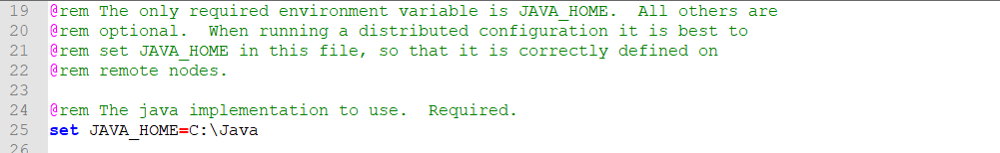 19 @rem The only required environment variable is JAVA_HOME.  All others are
20 @rem optional.  When running a distributed configuration it is best to
21 @rem set JAVA_HOME in this file, so that it is correctly defined on
22 @rem remote nodes.
23
24 @rem The java implementation to use.  Required.
25 set JAVA_HOME=C:\Java
26